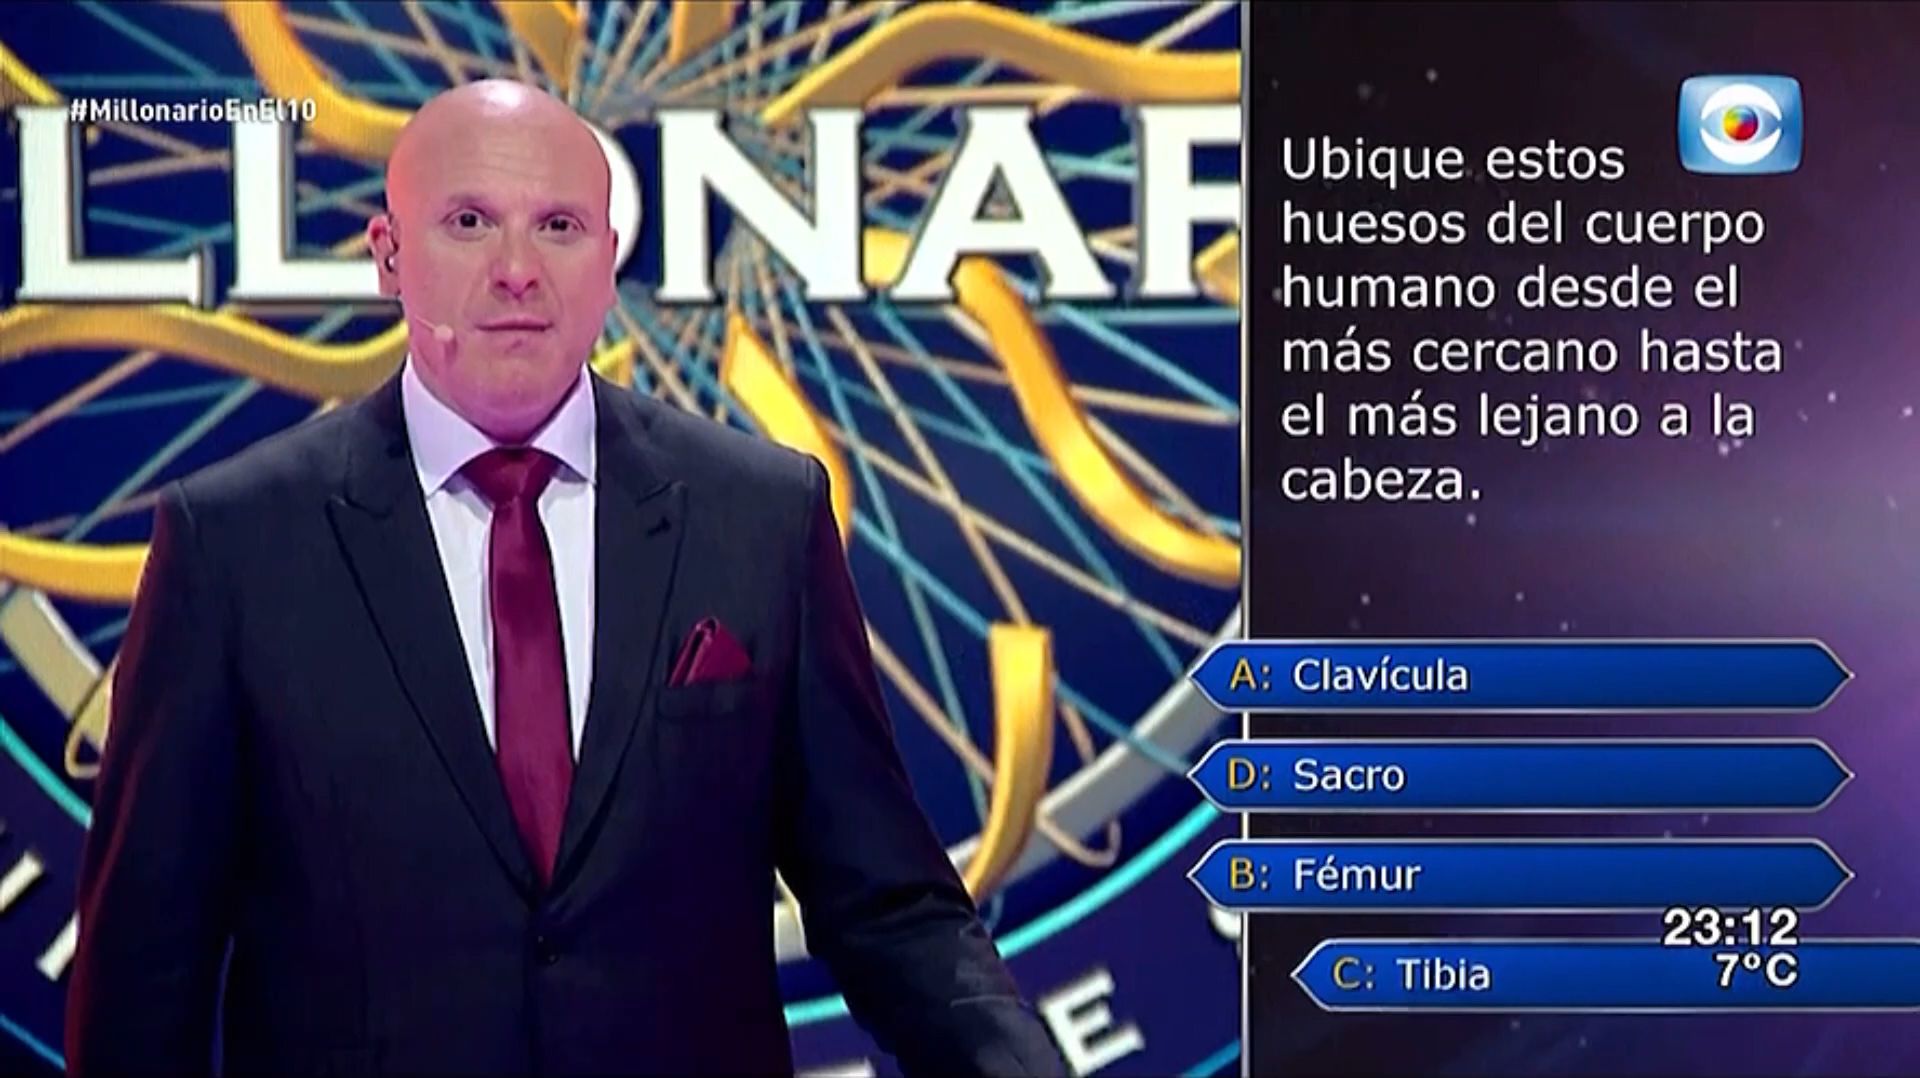 #MillonarioEnEl10
Ubique estos
huesos del cuerpo
humano desde el
más cercano hasta
el más lejano a la
cabeza.
A: Clavícula
D: Sacro
B: Fémur
23:12
C: Tibia
7°C